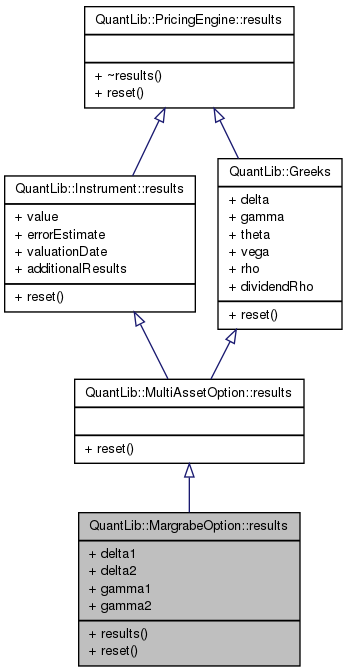 QuantLib::PricingEngine::results
+ ~results()
+ reset()
QuantLib::Instrument::results
+ value
+ errorEstimate
+ valuationDate
+ additionalResults
+ reset()
QuantLib::Greeks
+ delta
+ gamma
+ theta
+ vega
+ rho
+ dividendRho
+ reset()
QuantLib::MultiAssetOption::results
+ reset()
QuantLib::MargrabeOption::results
+ delta1
+ delta2
+ gamma1
+ gamma2
+ results()
+ reset()